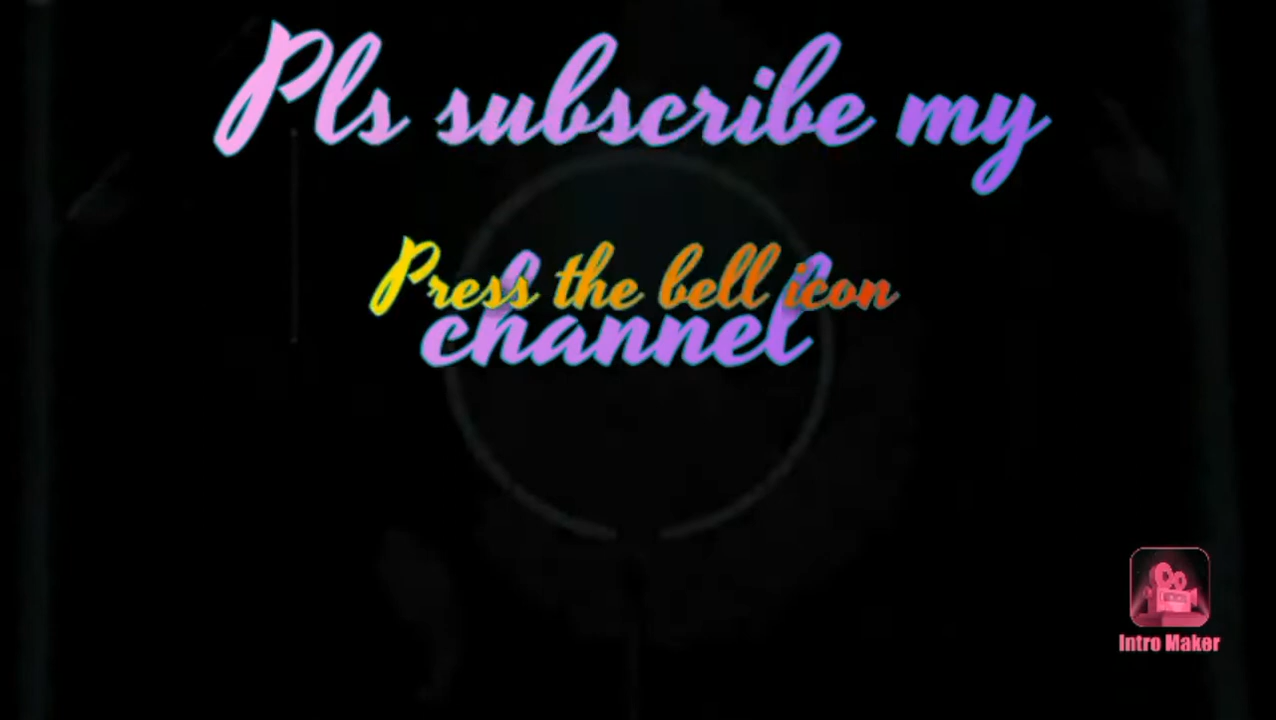 Pls subscribe my
Press the bell icon
channel
Intro Maker